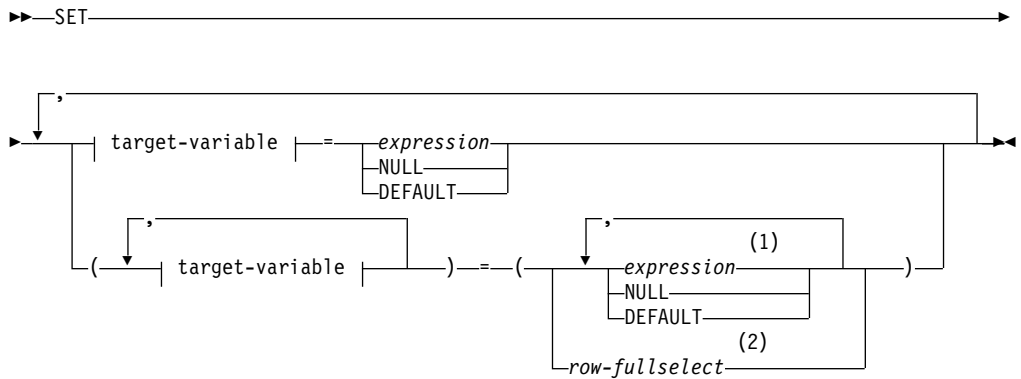 SET
,
target-variable = expression
NULL
DEFAULT
, ,
(1)
( target-variable ) = ( expression )
NULL
DEFAULT
(2)
row-fullselect